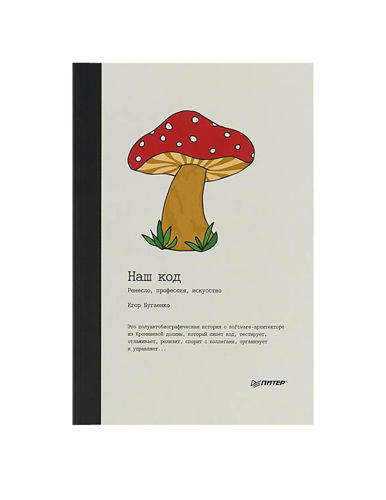 Наш код
Ремесло, профессия, искусство
Егор Бугаенко
Это полуавтобиографическая история о software-архитекторе
из Кремниевой долины, который пишет код, тестирует,
отлаживает, релизит, спорит с коллегами, организует
и управляет...
ПИТЕР®